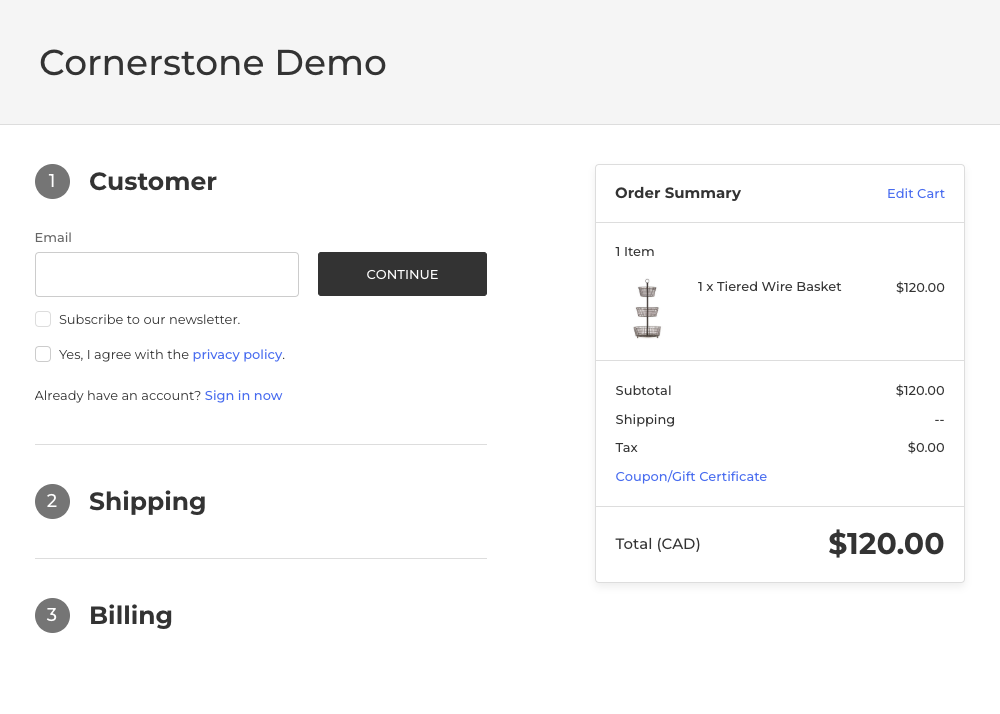 Cornerstone Demo
1 Customer
Email
CONTINUE
Subscribe to our newsletter.
Yes, I agree with the privacy policy.
Already have an account? Sign in now
2 Shipping
3 Billing
Order Summary Edit Cart
1 Item
1 x Tiered Wire Basket $120.00
Subtotal $120.00
Shipping --
Tax $0.00
Coupon/Gift Certificate
Total (CAD) $120.00